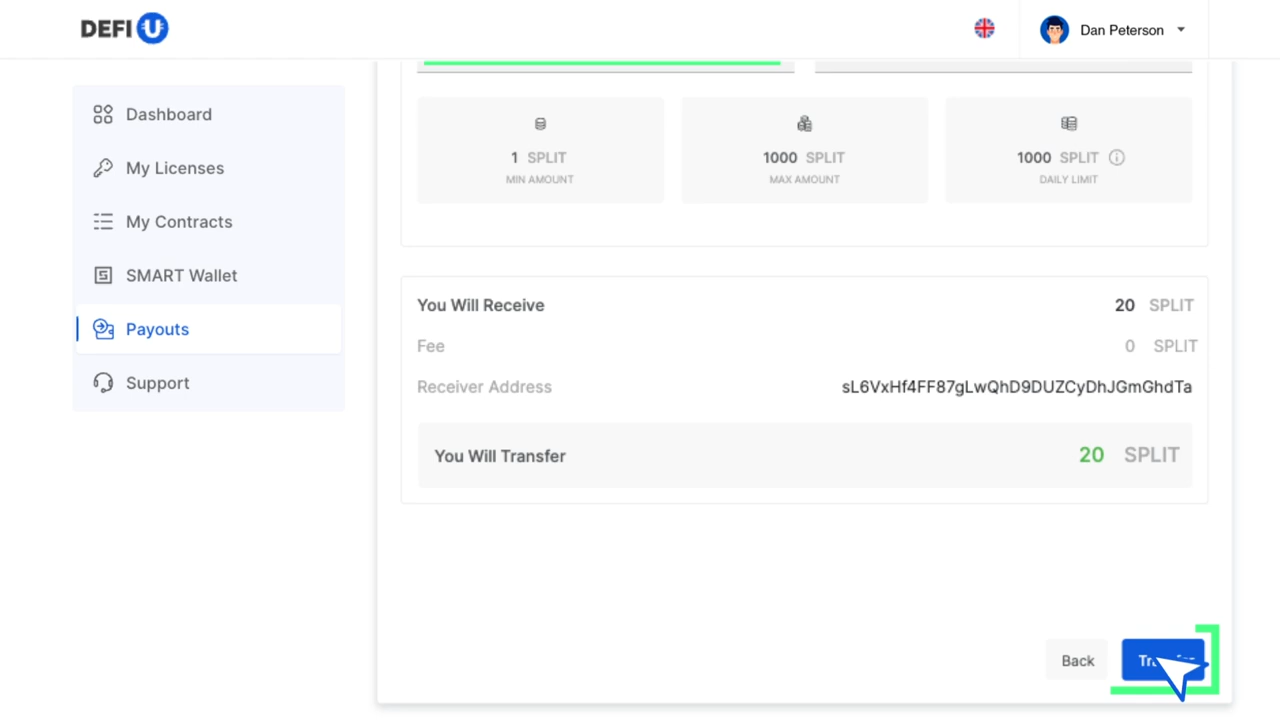 DEFI U
Dan Peterson
Dashboard
My Licenses
My Contracts
SMART Wallet
Payouts
Support
1 SPLIT
MIN AMOUNT
1000 SPLIT
MAX AMOUNT
1000 SPLIT
DAILY LIMIT
You Will Receive 20 SPLIT
Fee 0 SPLIT
Receiver Address sL6VxHf4FF87gLwQhD9DUZCyDhJGmGhdTa
You Will Transfer 20 SPLIT
Back